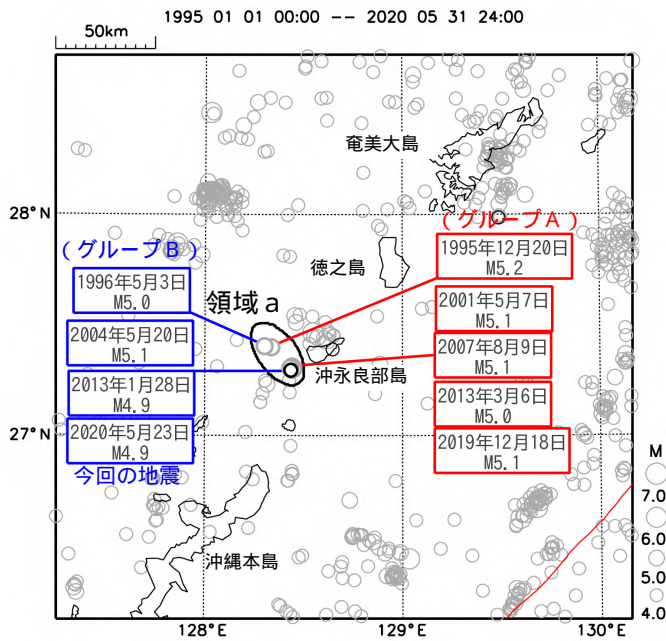 1995 01 01 00:00 -- 2020 05 31 24:00
50km
奄美大島
28°N
(グループA)
(グループB)
徳之島
1995年12月20日
M5.2
1996年5月3日
M5.0
領域a
2001年5月7日
M5.1
2004年5月20日
M5.1
2007年8月9日
M5.1
沖永良部島
2013年1月28日
M4.9
2013年3月6日
M5.0
27°N
2020年5月23日
M4.9
2019年12月18日
M5.1
今回の地震
M
7.0
6.0
沖縄本島
5.0
4.0
128°E
129°E
130°E